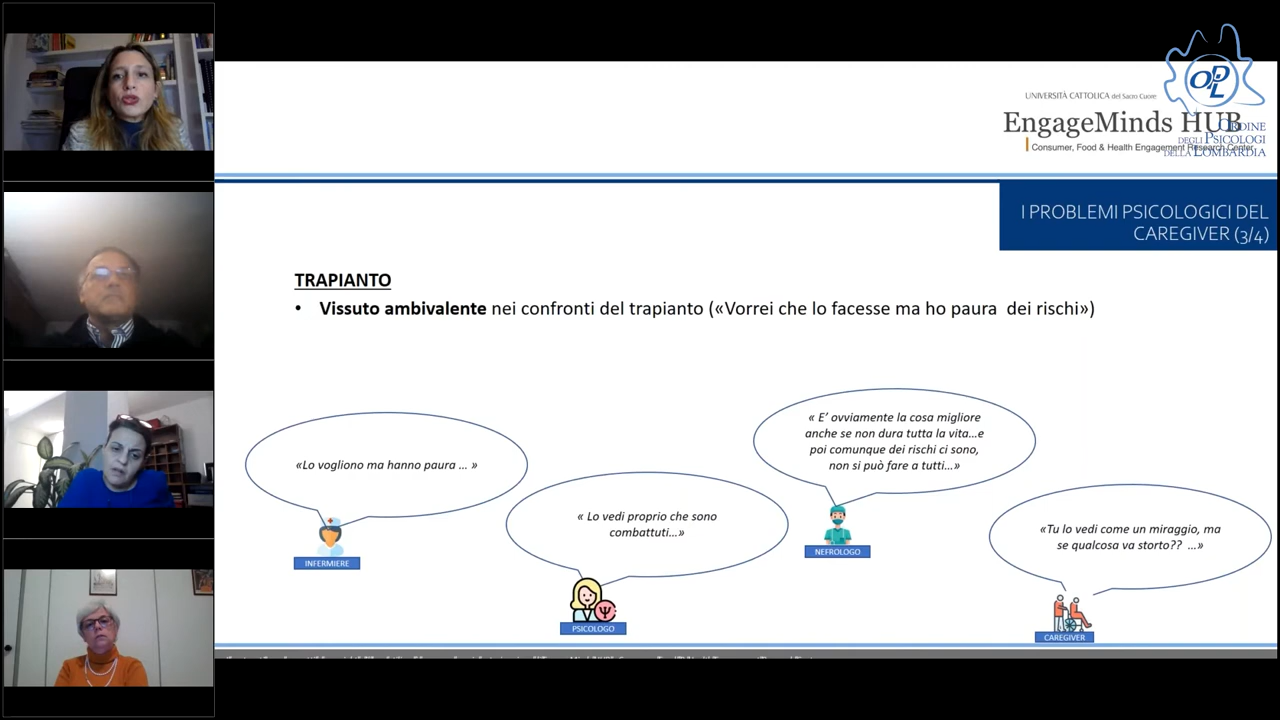 OPL
ORDINE
DEGLI PSICOLOGI
DELLA LOMBARDIA
UNIVERSITÀ CATTOLICA del Sacro Cuore
EngageMinds HUB
Consumer, Food & Health Engagement Research Center
I PROBLEMI PSICOLOGICI DEL
CAREGIVER (3/4)
TRAPIANTO
• Vissuto ambivalente nei confronti del trapianto («Vorrei che lo facesse ma ho paura dei rischi»)
«Lo vogliono ma hanno paura ... »
INFERMIERE
« Lo vedi proprio che sono
combattuti...»
Ψ
PSICOLOGO
« E' ovviamente la cosa migliore
anche se non dura tutta la vita...e
poi comunque dei rischi ci sono,
non si può fare a tutti...»
NEFROLOGO
«Tu lo vedi come un miraggio, ma
se qualcosa va storto?? ...»
CAREGIVER